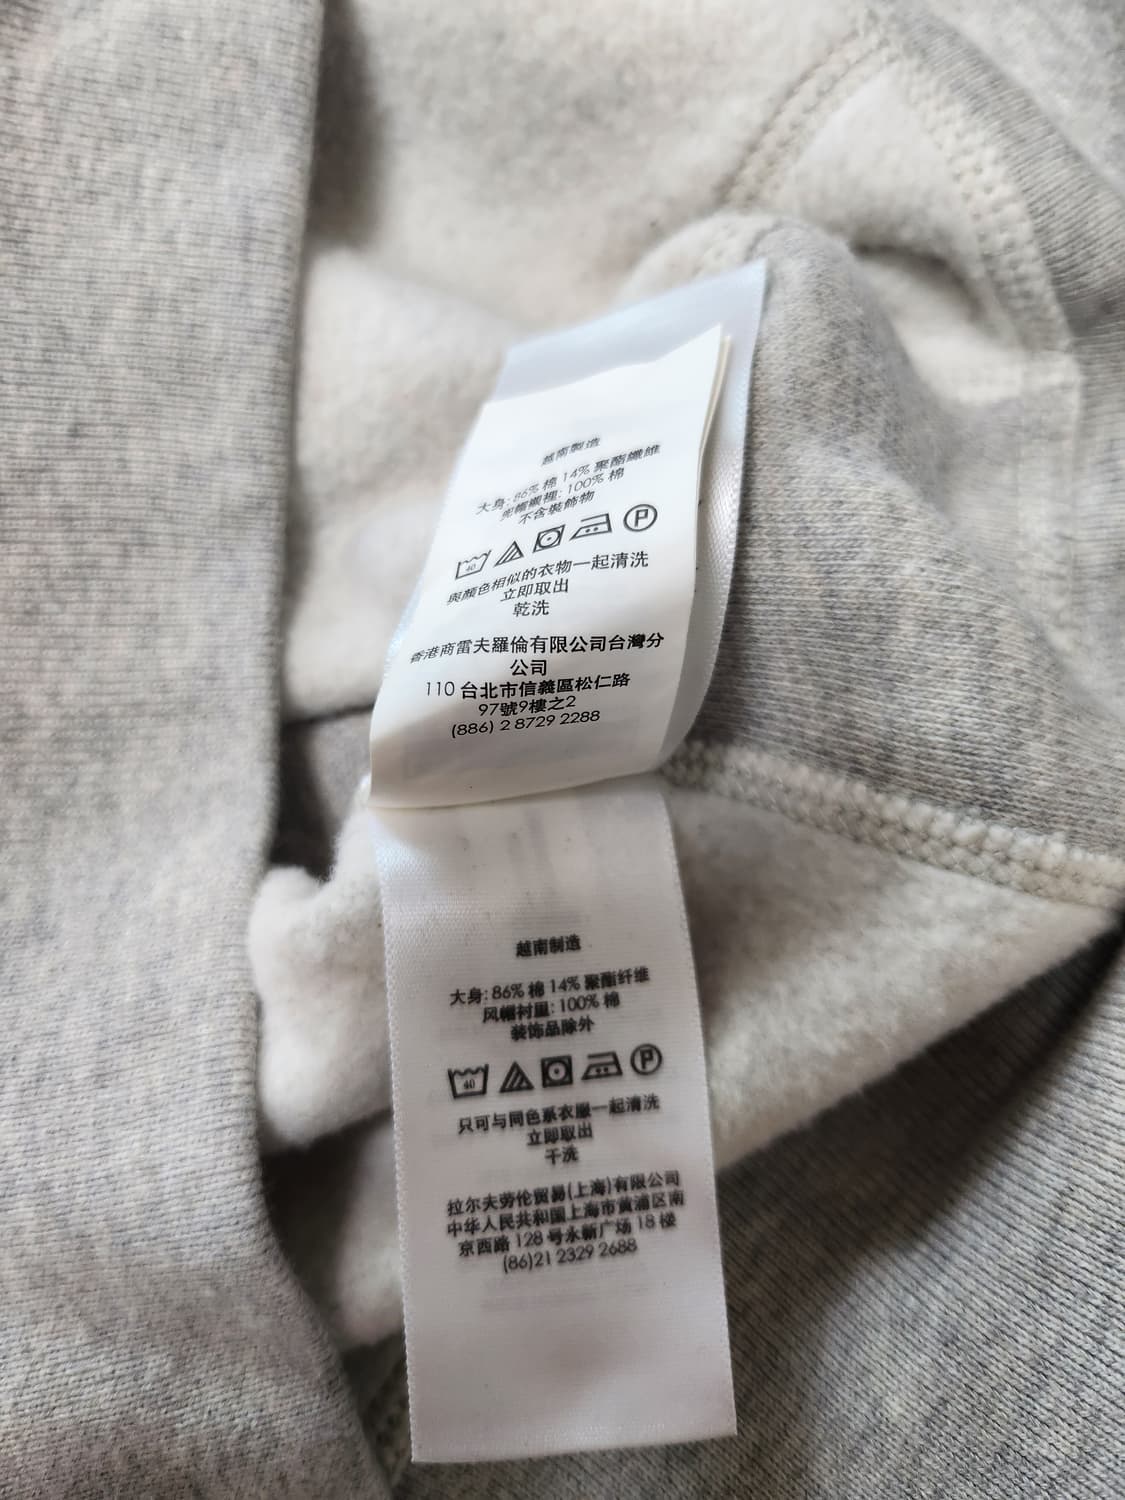 越南製造
大身: 86% 棉 14% 聚酯纖維
兜帽襯裡: 100% 棉
不含裝飾物
40 P
與顏色相似的衣物一起清洗
立即取出
乾洗
香港商雷夫羅倫有限公司台灣分
公司
110 台北市信義區松仁路
97號9樓之2
(886) 2 8729 2288
越南制造
大身: 86% 棉 14% 聚酯纤维
风帽衬里: 100% 棉
装饰品除外
40 P
只可与同色系衣服一起清洗
立即取出
干洗
拉尔夫劳伦贸易(上海)有限公司
中华人民共和国上海市黄浦区南
京西路 128 号永新广场 18 楼
(86)21 2329 2688